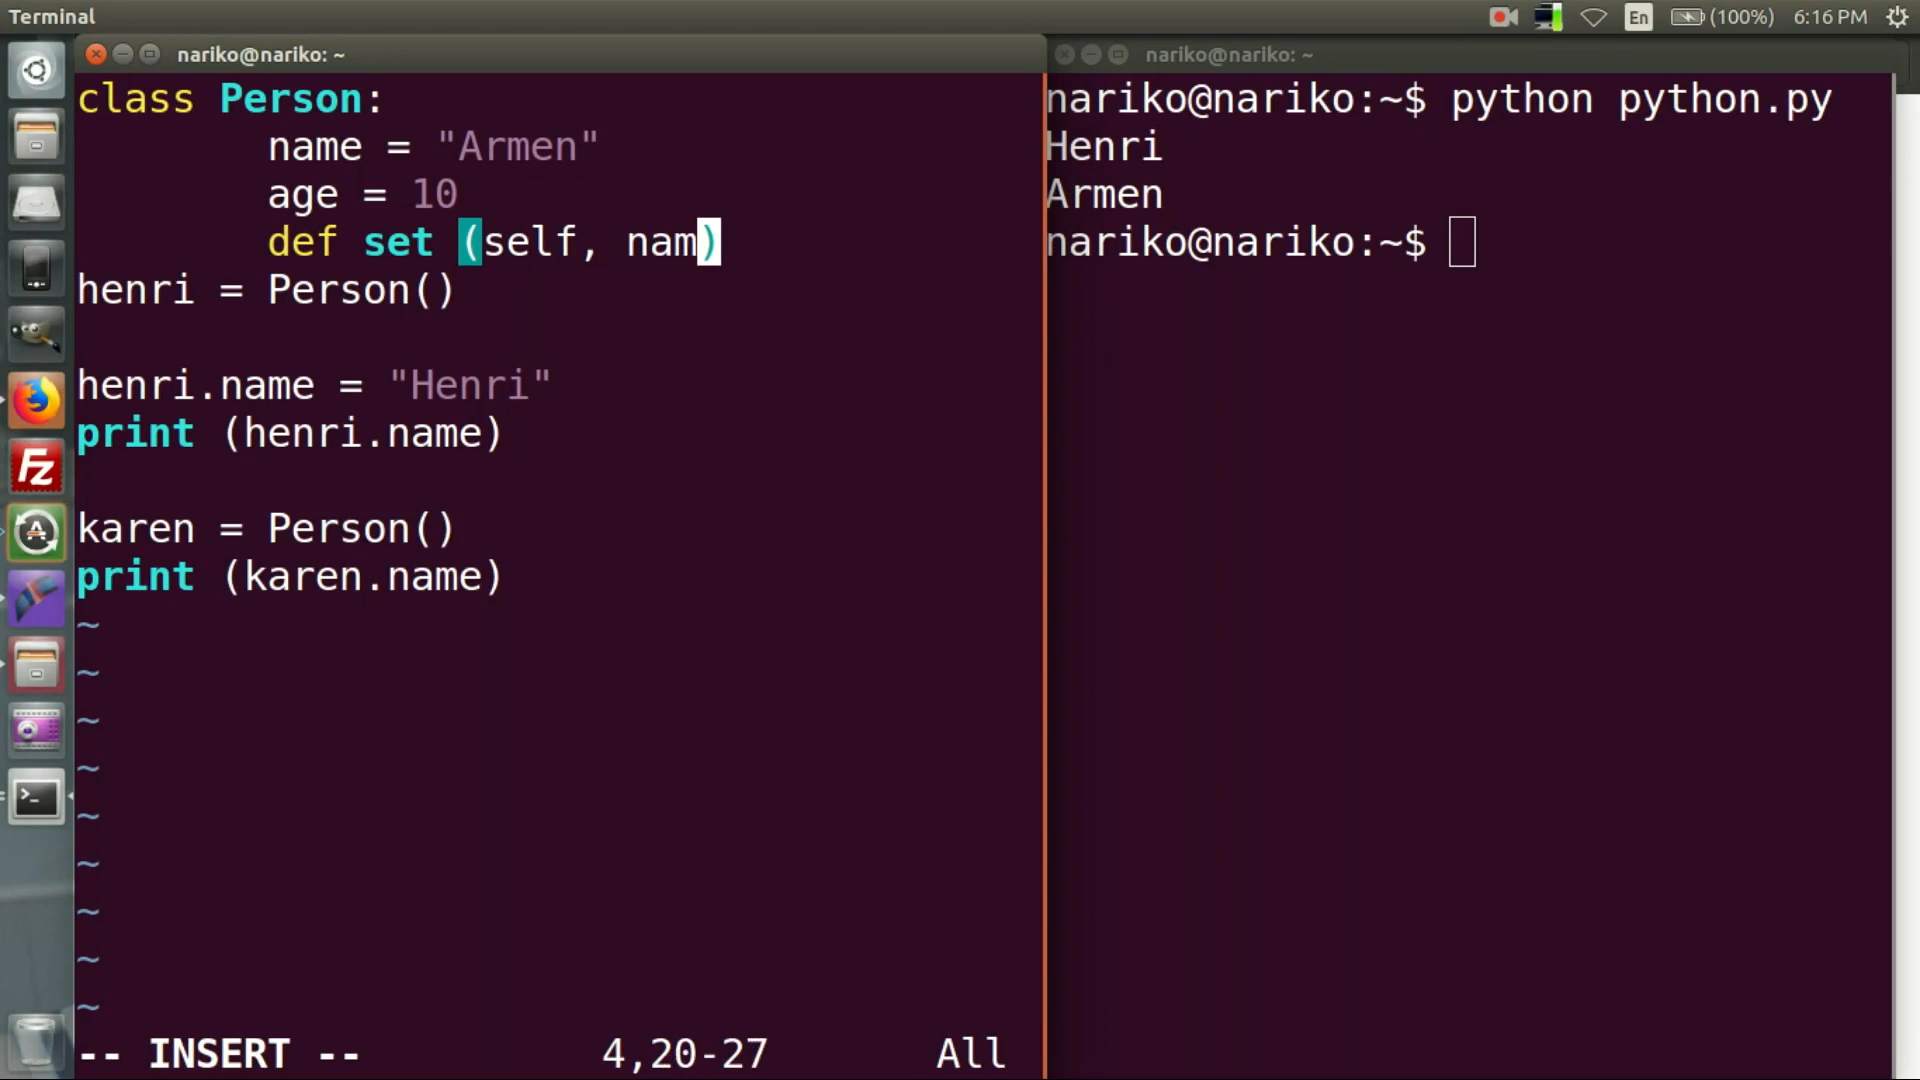 Terminal
En
(100%)
6:16 PM
nariko@nariko: ~
class Person:
name = "Armen"
age = 10
def set (self, nam)
henri = Person()
henri.name = "Henri"
print (henri.name)
karen = Person()
print (karen.name)
~
~
~
~
~
~
~
~
~
-- INSERT --
4,20-27
All
nariko@nariko: ~
nariko@nariko:~$ python python.py
Henri
Armen
nariko@nariko:~$
Fz
A
>_